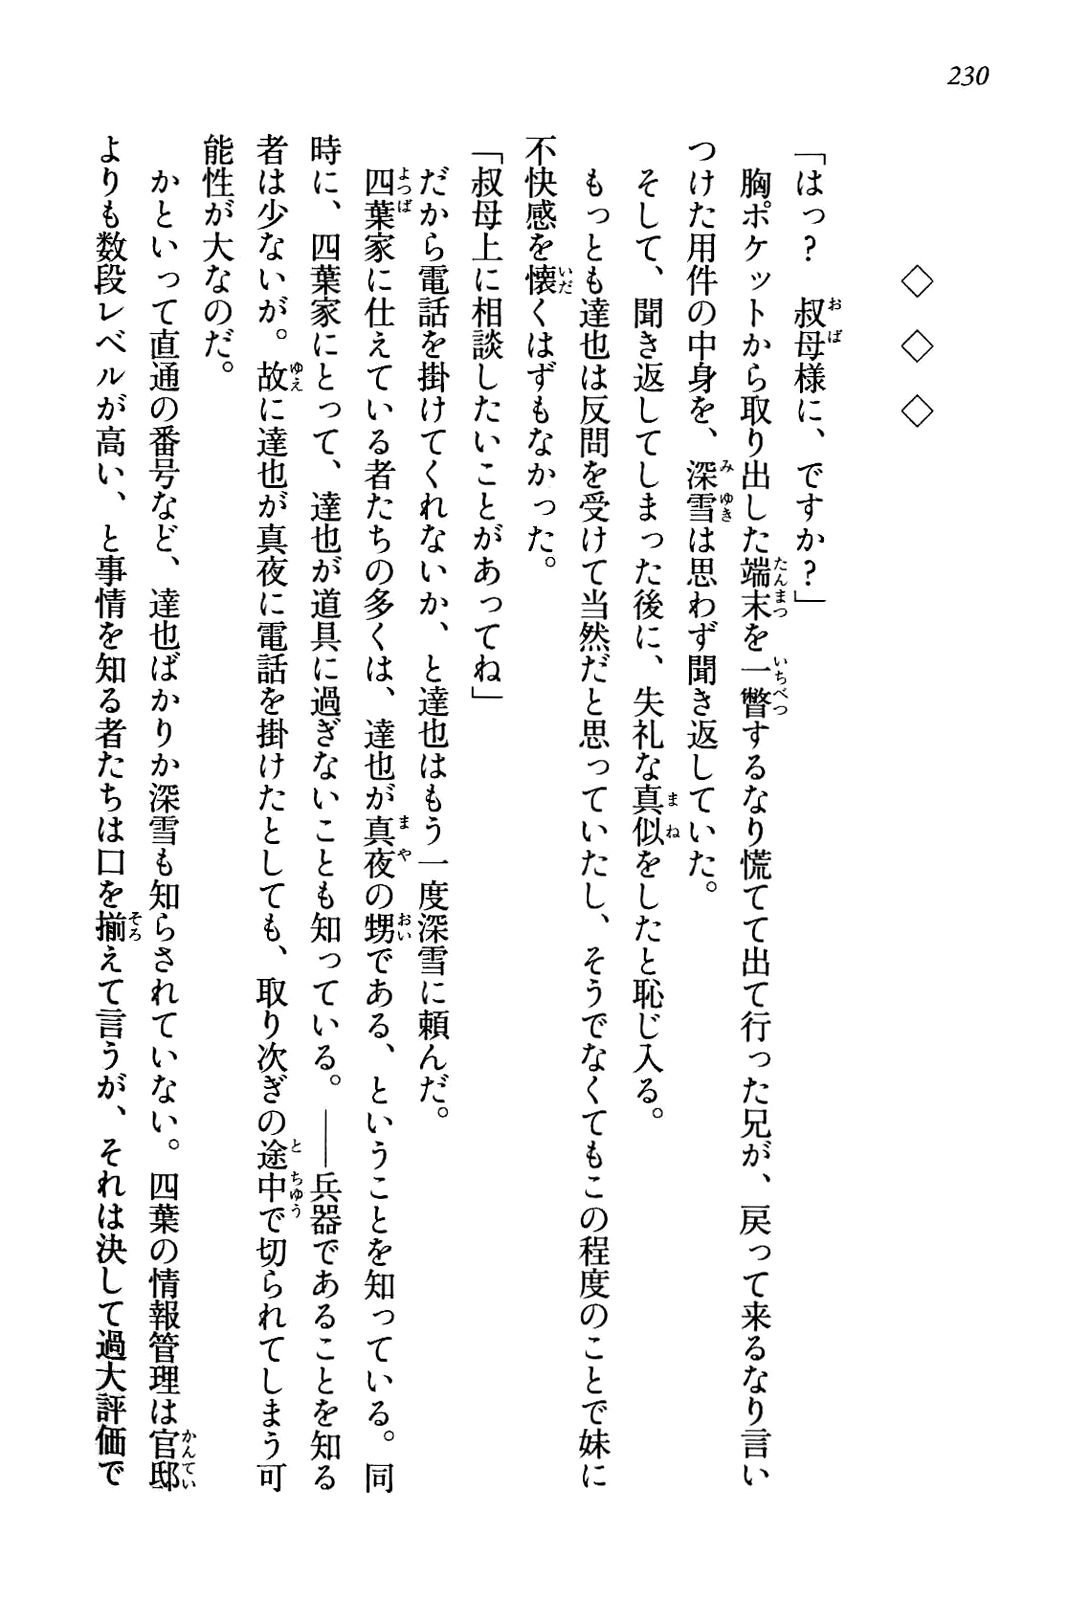 230
◇ ◇ ◇
「はっ？　叔母様に、ですか？」
　胸ポケットから取り出した端末を一瞥するなり慌てて出て行った兄が、戻って来るなり言い
つけた用件の中身を、深雪は思わず聞き返していた。
　そして、聞き返してしまった後に、失礼な真似をしたと恥じ入る。
　もっとも達也は反問を受けて当然だと思っていたし、そうでなくてもこの程度のことで妹に
不快感を懐くはずもなかった。
「叔母上に相談したいことがあってね」
　だから電話を掛けてくれないか、と達也はもう一度深雪に頼んだ。
　四葉家に仕えている者たちの多くは、達也が真夜の甥である、ということを知っている。同
時に、四葉家にとって、達也が道具に過ぎないことも知っている。――兵器であることを知る
者は少ないが。故に達也が真夜に電話を掛けたとしても、取り次ぎの途中で切られてしまう可
能性が大なのだ。
　かといって直通の番号など、達也ばかりか深雪も知らされていない。四葉の情報管理は官邸
よりも数段レベルが高い、と事情を知る者たちは口を揃えて言うが、それは決して過大評価で